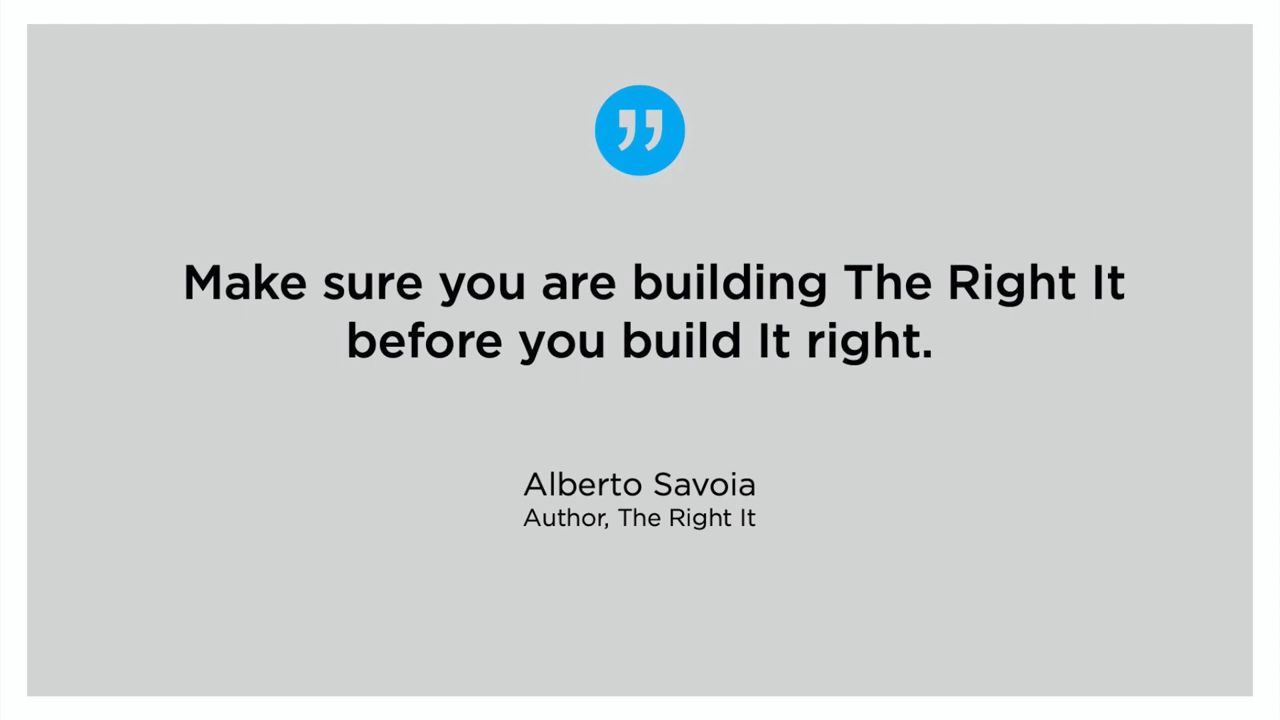 ”
Make sure you are building The Right It
before you build It right.
Alberto Savoia
Author, The Right It